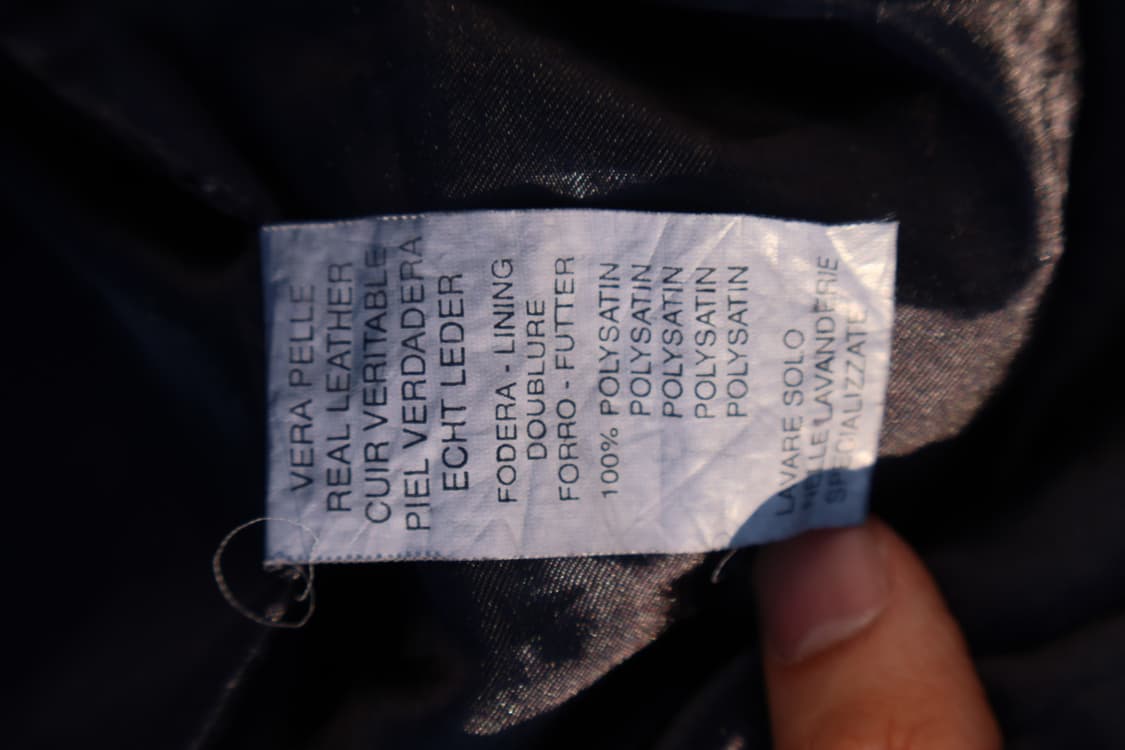 VERA PELLE
REAL LEATHER
CUIR VERITABLE
PIEL VERDADERA
ECHT LEDER
FODERA - LINING
DOUBLURE
FORRO - FUTTER
100% POLYSATIN
POLYSATIN
POLYSATIN
POLYSATIN
POLYSATIN
LAVARE SOLO
NELLE LAVANDERIE
SPECIALIZZATE